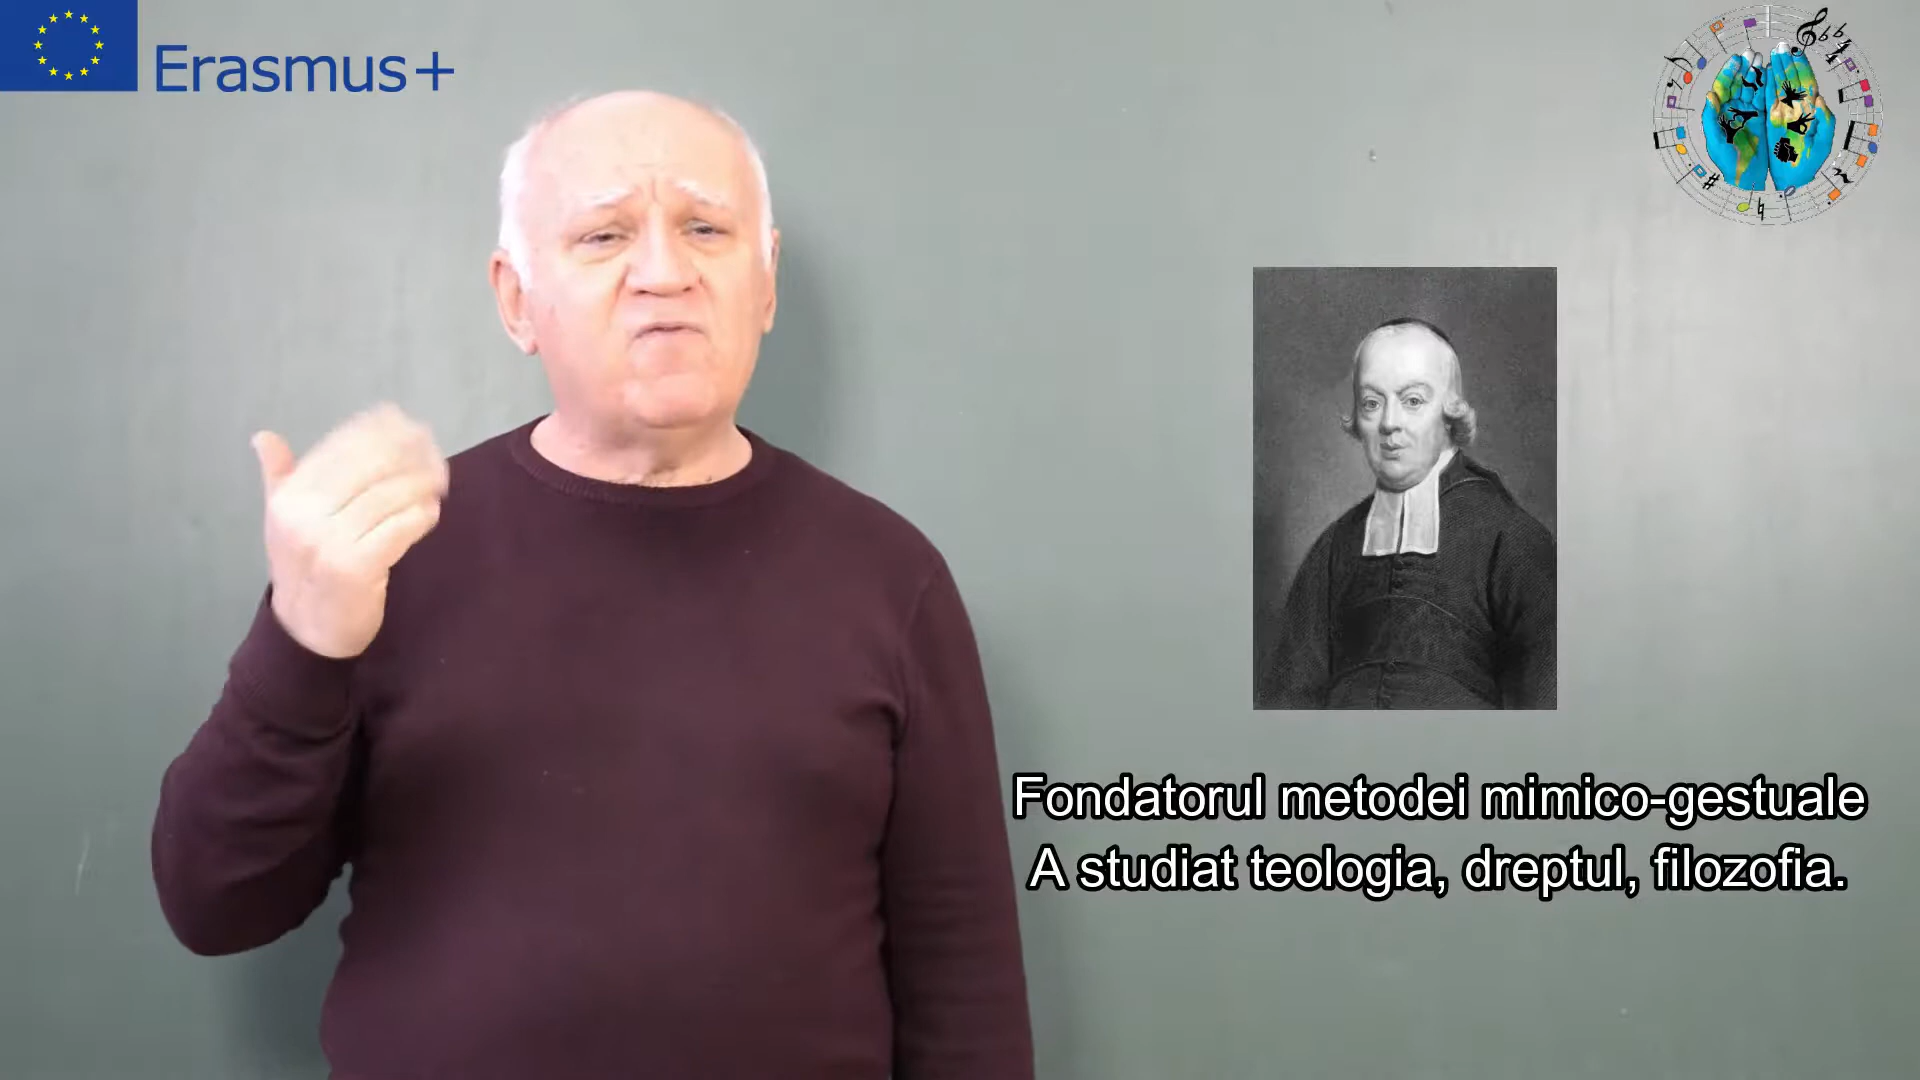 Erasmus+
Fondatorul metodei mimico-gestuale
A studiat teologia, dreptul, filozofia.